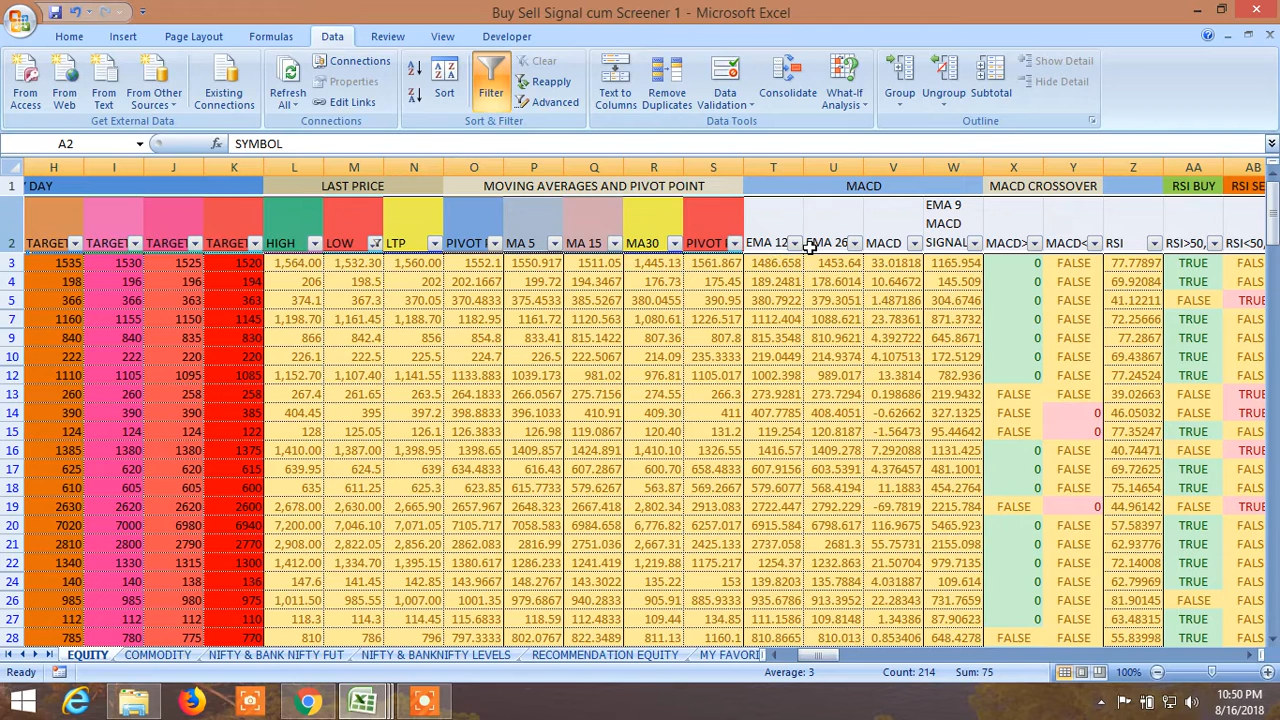 Buy Sell Signal cum Screener 1 - Microsoft Excel
Home Insert Page Layout Formulas Data Review View Developer
From Access From Web From Text From Other Sources Existing Connections Refresh All Connections Properties Edit Links Sort Filter Clear Reapply Advanced Text to Columns Remove Duplicates Data Validation Consolidate What-If Analysis Group Ungroup Subtotal Show Detail Hide Detail
Get External Data Connections Sort & Filter Data Tools Outline
A2 fx SYMBOL
H I J K L M N O P Q R S T U V W X Y Z AA AB
1 DAY LAST PRICE MOVING AVERAGES AND PIVOT POINT MACD MACD CROSSOVER RSI BUY RSI SE
2 TARGET TARGET TARGET TARGET HIGH LOW LTP PIVOT MA 5 MA 15 MA30 PIVOT EMA 12 EMA 26 MACD EMA 9 MACD SIGNAL MACD> MACD< RSI RSI>50, RSI<50,
3 1535 1530 1525 1520 1,564.00 1,532.30 1,560.00 1552.1 1550.917 1511.05 1,445.13 1561.867 1486.658 1453.64 33.01838 1165.954 0 FALSE 77.77897 TRUE FALS
4 198 196 196 194 206 198.5 202 202.1667 199.72 194.3467 176.73 175.45 189.2481 178.6014 10.64672 145.509 0 FALSE 69.92084 TRUE FALS
5 366 366 363 363 374.1 367.3 370.05 370.4833 375.4533 385.5267 380.0455 390.95 380.7922 379.3051 1.487186 304.6746 0 FALSE 41.12211 FALSE TRUE
7 1160 1155 1150 1145 1,198.70 1,161.45 1,188.70 1182.95 1161.72 1120.563 1,080.61 1226.517 1112.404 1088.621 23.78361 871.3732 0 FALSE 72.25666 TRUE FALS
9 840 840 835 830 866 842.4 856 854.8 833.41 815.1422 807.36 807.8 815.3548 810.9621 4.392722 645.8671 0 FALSE 72.33747 TRUE FALS
10 222 222 220 220 226.1 222.5 225.5 224.7 226.5 222.5067 214.09 235.3333 219.0449 214.9374 4.107513 172.5129 0 FALSE 69.43867 TRUE FALS
12 1110 1105 1095 1085 1,152.70 1,107.40 1,141.55 1133.883 1039.173 981.02 976.81 1105.017 1002.398 989.017 13.3814 782.936 0 FALSE 77.24524 TRUE FALS
13 260 260 258 258 267.4 261.65 263.5 264.1833 266.0567 275.7156 274.55 266.3 273.9281 273.7294 0.198686 219.9432 FALSE FALSE 39.02663 FALSE TRUE
14 390 390 390 385 404.45 395 397.2 398.8833 396.1033 410.91 409.30 411 407.7785 408.4051 -0.62662 327.1325 FALSE 0 46.05032 FALSE TRUE
15 124 124 124 122 128 125.05 126.1 126.3833 126.98 119.0867 120.40 131.2 119.254 120.8187 -1.56473 95.44644 FALSE 0 77.35247 TRUE FALS
16 1385 1380 1380 1375 1,410.00 1,387.00 1,398.95 1398.65 1409.857 1424.891 1,410.18 1326.55 1416.57 1409.278 7.292088 1131.425 0 FALSE 40.74471 FALSE TRUE
17 625 620 620 615 639.95 624.5 639 634.4833 616.43 607.2867 600.70 658.4833 607.9156 603.5391 4.376457 481.1001 0 FALSE 69.72625 TRUE FALS
18 610 605 605 600 635 611.25 625.3 623.85 615.7733 579.6267 563.87 569.2667 579.6077 568.4194 11.1883 454.2764 0 FALSE 75.14654 TRUE FALS
19 2630 2620 2610 2600 2,678.00 2,630.00 2,665.90 2657.967 2648.323 2667.418 2,802.38 2913.083 2722.447 2792.229 -69.7819 2215.784 FALSE 0 44.96142 FALSE TRUE
20 7020 7000 6980 6940 7,200.00 7,046.10 7,071.05 7105.717 7058.583 6984.658 6,776.82 6257.017 6915.584 6798.617 116.9656 5465.923 0 FALSE 57.58397 TRUE FALS
21 2810 2800 2790 2770 2,908.00 2,822.05 2,856.20 2862.083 2816.99 2751.036 2,667.31 2425.133 2737.058 2681.3 55.75731 2155.098 0 FALSE 66.70528 TRUE FALS
22 1340 1330 1315 1300 1,412.00 1,334.70 1,395.15 1380.617 1286.233 1241.419 1,219.88 1175.217 1254.37 1232.86 21.50704 979.7135 0 FALSE 72.14008 TRUE FALS
24 140 140 138 136 147.6 141.45 142.85 143.9667 148.2767 143.3022 135.22 153 139.8203 135.7884 4.031887 109.614 0 FALSE 62.79969 TRUE FALS
26 985 985 980 975 1,011.50 985.55 1,007.00 1001.35 979.6867 940.2833 905.91 885.9333 935.6765 913.3952 22.28343 731.7659 0 FALSE 81.90145 FALSE FALS
27 112 112 112 110 118.3 114.3 114.45 115.6833 118.59 112.4833 109.44 134.85 111.1586 109.8148 1.34386 87.90623 0 FALSE 63.08015 TRUE FALS
28 785 780 775 770 810 786 796 797.3333 802.0767 822.3489 811.13 1160.1 810.8665 810.013 0.853406 648.4278 FALSE FALSE 55.83998 TRUE FALS
EQUITY COMMODITY NIFTY & BANK NIFTY FUT NIFTY & BANKNIFTY LEVELS RECOMMENDATION EQUITY MY FAVORI
Ready Average: 3 Count: 214 Sum: 75 100%
10:50 PM
8/16/2018